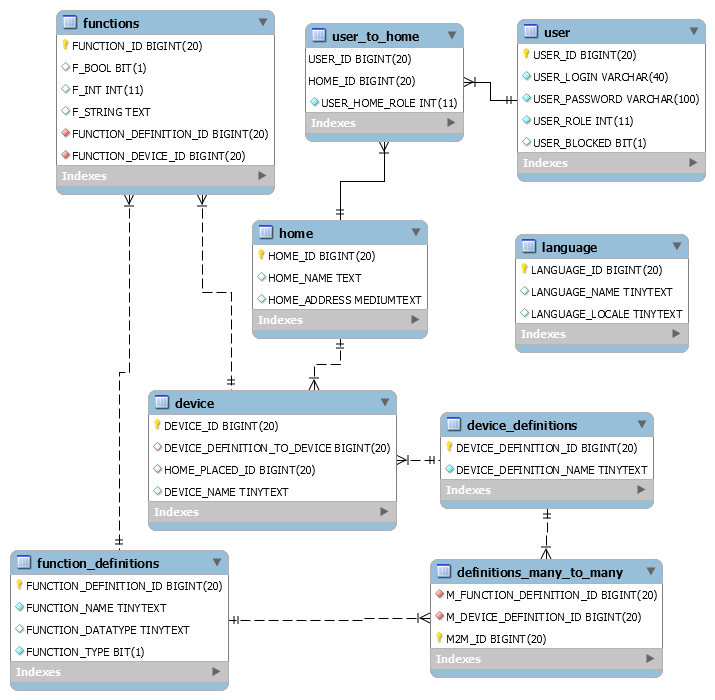 functions
FUNCTION_ID BIGINT(20)
F_BOOL BIT(1)
F_INT INT(11)
F_STRING TEXT
FUNCTION_DEFINITION_ID BIGINT(20)
FUNCTION_DEVICE_ID BIGINT(20)
Indexes
user_to_home
USER_ID BIGINT(20)
HOME_ID BIGINT(20)
USER_HOME_ROLE INT(11)
Indexes
user
USER_ID BIGINT(20)
USER_LOGIN VARCHAR(40)
USER_PASSWORD VARCHAR(100)
USER_ROLE INT(11)
USER_BLOCKED BIT(1)
Indexes
home
HOME_ID BIGINT(20)
HOME_NAME TEXT
HOME_ADDRESS MEDIUMTEXT
Indexes
language
LANGUAGE_ID BIGINT(20)
LANGUAGE_NAME TINYTEXT
LANGUAGE_LOCALE TINYTEXT
Indexes
device
DEVICE_ID BIGINT(20)
DEVICE_DEFINITION_TO_DEVICE BIGINT(20)
HOME_PLACED_ID BIGINT(20)
DEVICE_NAME TINYTEXT
Indexes
device_definitions
DEVICE_DEFINITION_ID BIGINT(20)
DEVICE_DEFINITION_NAME TINYTEXT
Indexes
function_definitions
FUNCTION_DEFINITION_ID BIGINT(20)
FUNCTION_NAME TINYTEXT
FUNCTION_DATATYPE TINYTEXT
FUNCTION_TYPE BIT(1)
Indexes
definitions_many_to_many
M_FUNCTION_DEFINITION_ID BIGINT(20)
M_DEVICE_DEFINITION_ID BIGINT(20)
M2M_ID BIGINT(20)
Indexes